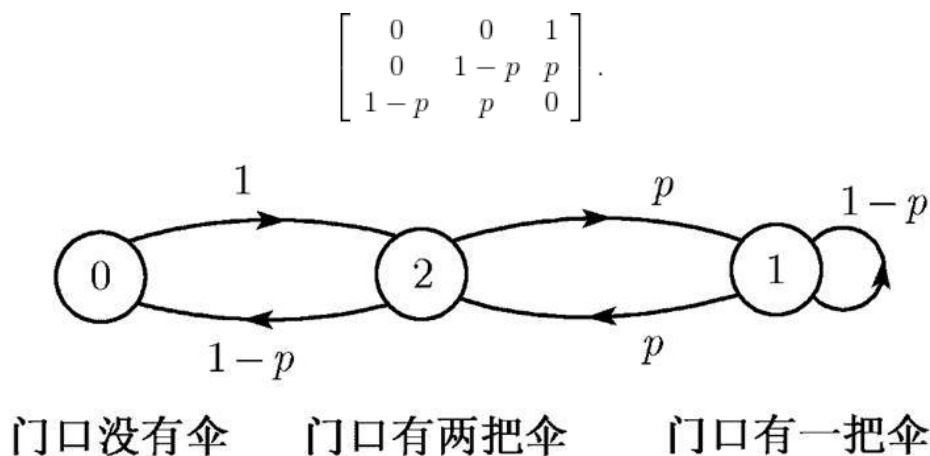 0 0 1
0 1 − p p
1 − p p 0 .
1 p 1 − p
0 2 1
1 − p p
门口没有伞 门口有两把伞 门口有一把伞